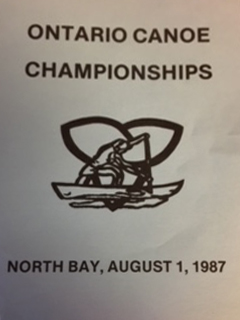 ONTARIO CANOE
CHAMPIONSHIPS
NORTH BAY, AUGUST 1, 1987